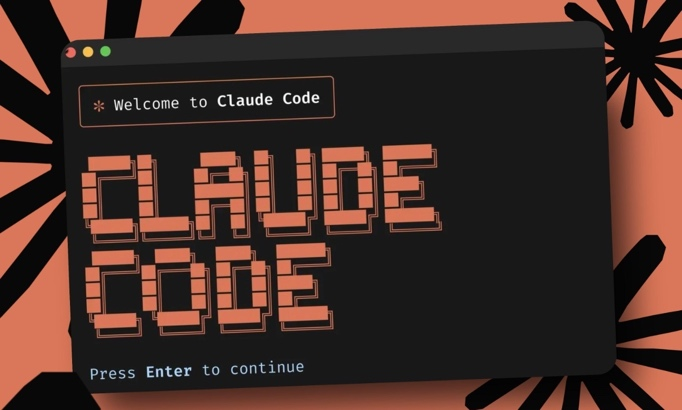 ✻ Welcome to Claude Code
CLAUDE
CODE
Press Enter to continue